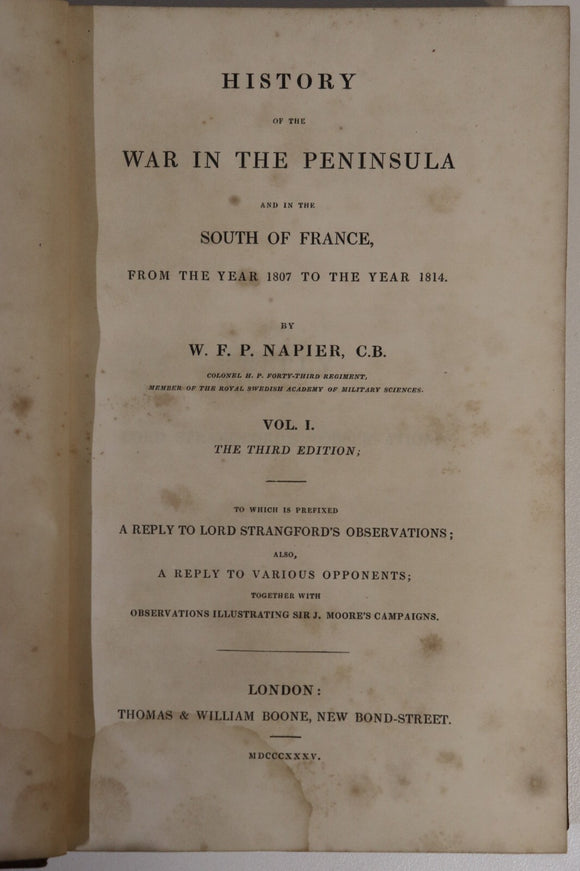 HISTORY
OF THE
WAR IN THE PENINSULA
AND IN THE
SOUTH OF FRANCE,
FROM THE YEAR 1807 TO THE YEAR 1814.
BY
W. F. P. NAPIER, C.B.
COLONEL H. P. FORTY-THIRD REGIMENT,
MEMBER OF THE ROYAL SWEDISH ACADEMY OF MILITARY SCIENCES.
VOL. I.
THE THIRD EDITION;
TO WHICH IS PREFIXED
A REPLY TO LORD STRANGFORD'S OBSERVATIONS;
ALSO,
A REPLY TO VARIOUS OPPONENTS;
TOGETHER WITH
OBSERVATIONS ILLUSTRATING SIR J. MOORE'S CAMPAIGNS.
LONDON:
THOMAS & WILLIAM BOONE, NEW BOND-STREET.
MDCCCXXXV.